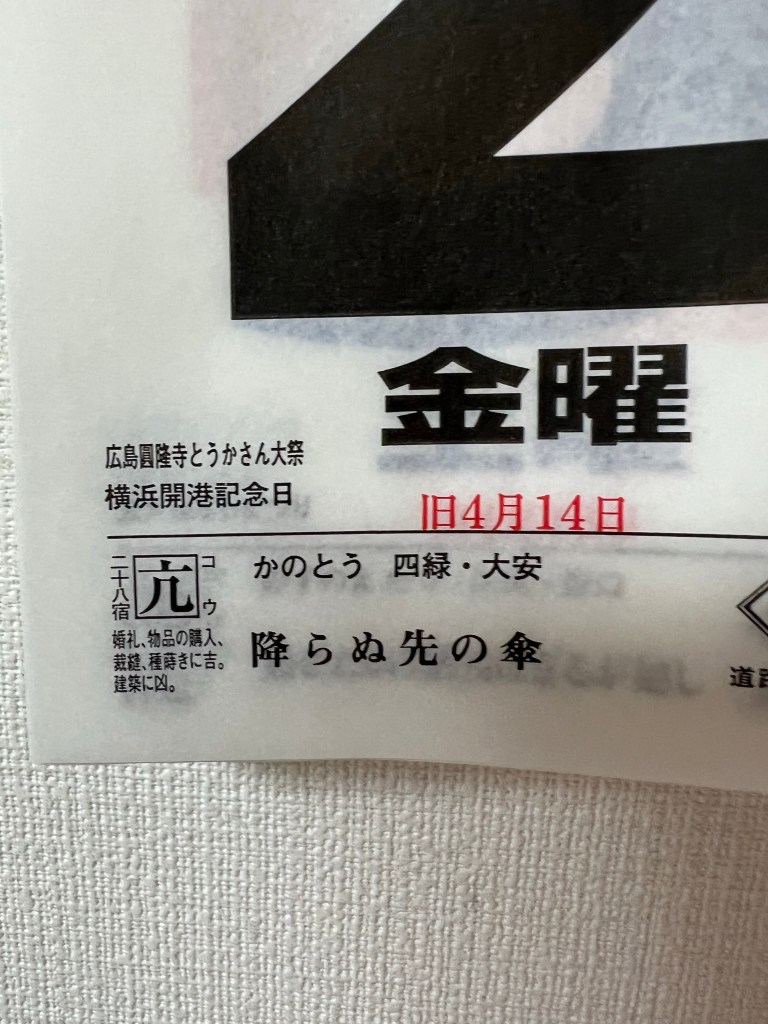 2
金曜
広島圓隆寺とうかさん大祭
横浜開港記念日
旧4月14日
二十八宿
亢
コウ
かのとう 四緑・大安
婚礼、物品の購入、
裁縫、種蒔きに吉。
建築に凶。
降らぬ先の傘
道路